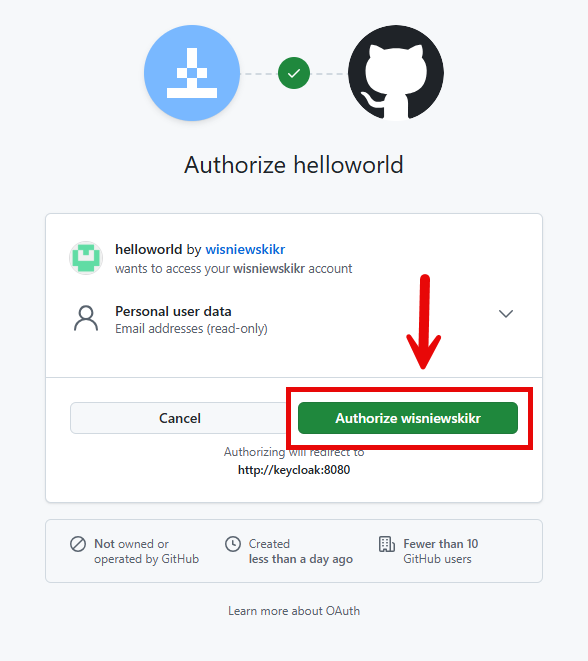 Authorize helloworld
helloworld by wisniewskikr
wants to access your wisniewskikr account
Personal user data
Email addresses (read-only)
Cancel
Authorize wisniewskikr
Authorizing will redirect to
http://keycloak:8080
Not owned or
operated by GitHub
Created
less than a day ago
Fewer than 10
GitHub users
Learn more about OAuth